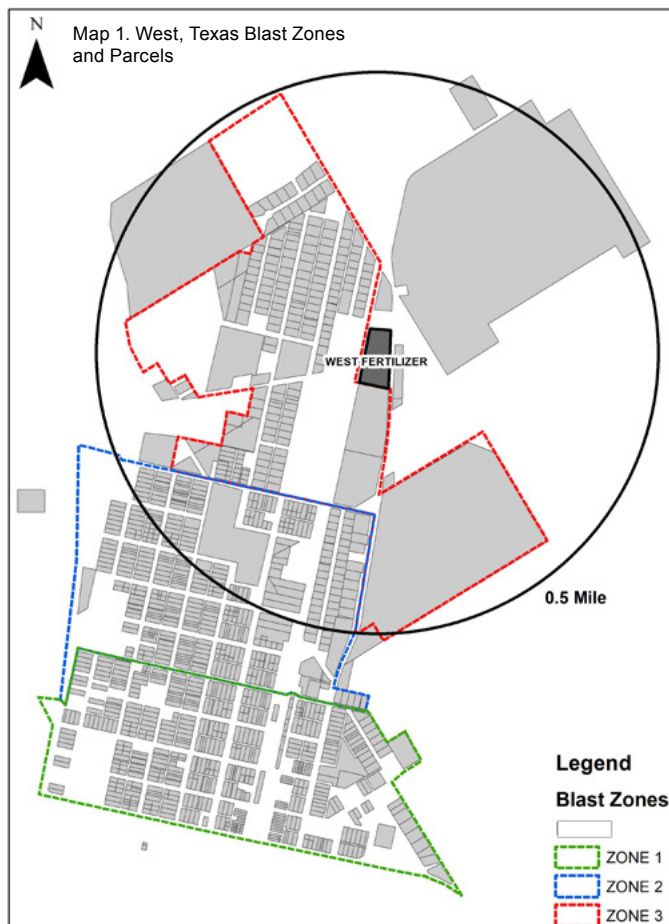 N
Map 1. West, Texas Blast Zones
and Parcels
WEST FERTILIZER
0.5 Mile
Legend
Blast Zones
ZONE 1
ZONE 2
ZONE 3